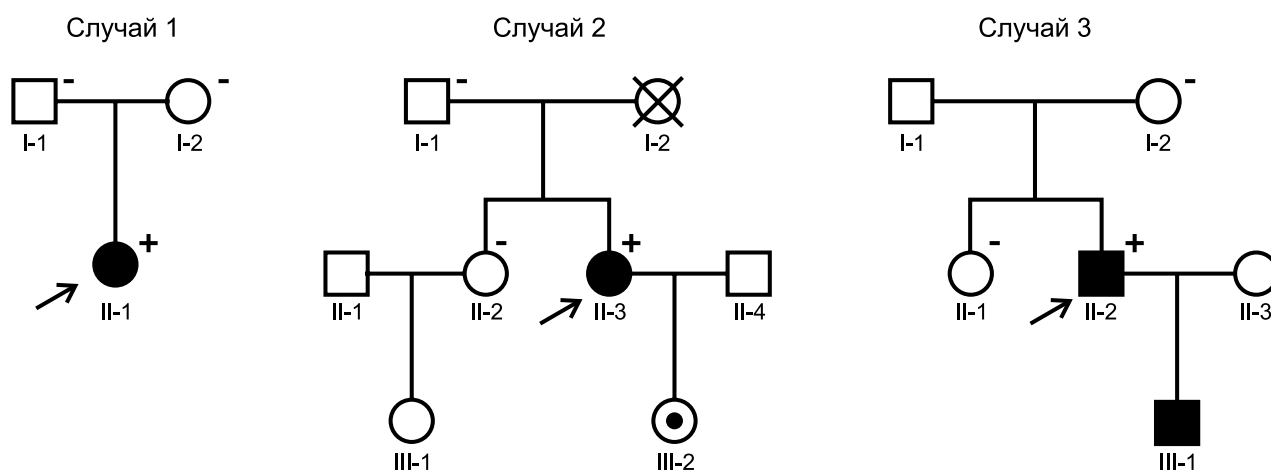 Случай 1 Случай 2 Случай 3
- - - - +
I-1 I-2 I-1 I-2 I-1 I-2
+ - + - +
II-1 II-1 II-2 II-3 II-4 II-1 II-2 II-3
III-1 III-2 III-1